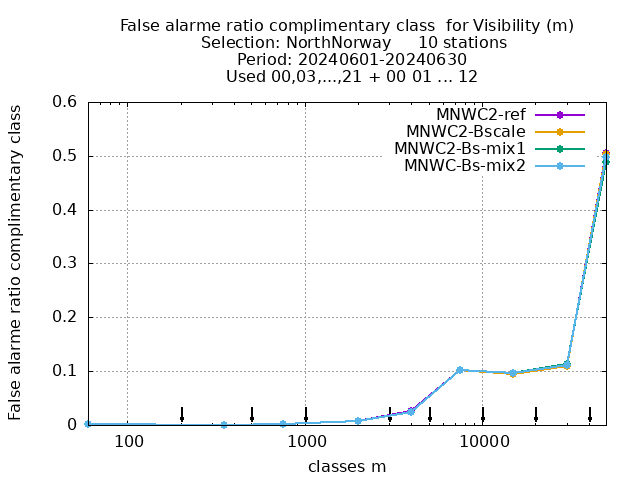 False alarme ratio complimentary class  for Visibility (m)
Selection: NorthNorway     10 stations
Period: 20240601-20240630
Used 00,03,...,21 + 00 01 ... 12
False alarme ratio complimentary class
0.6
0.5
0.4
0.3
0.2
0.1
0
MNWC2-ref
MNWC2-Bscale
MNWC2-Bs-mix1
MNWC-Bs-mix2
100
1000
10000
classes m